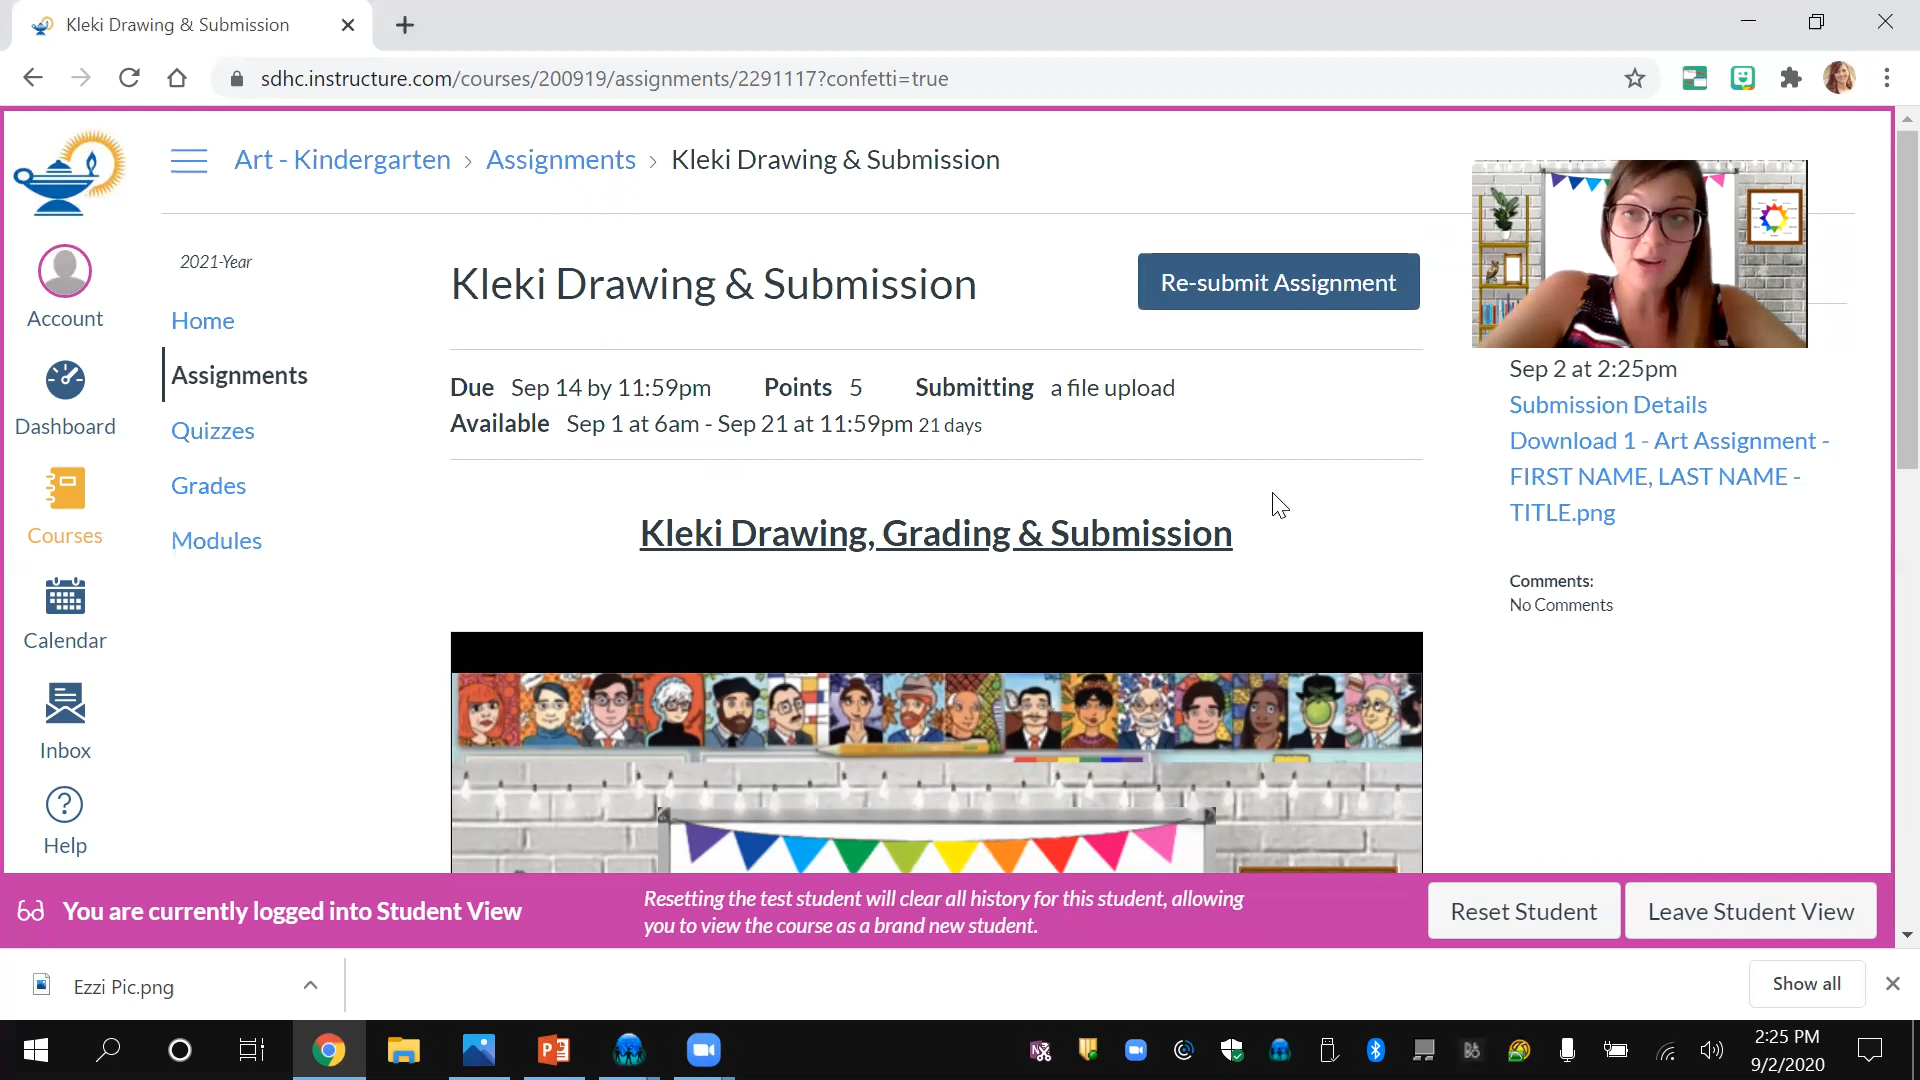 Kleki Drawing & Submission
sdhc.instructure.com/courses/200919/assignments/2291117?confetti=true
Art - Kindergarten › Assignments › Kleki Drawing & Submission
Account
Dashboard
Courses
Calendar
Inbox
Help
2021-Year
Home
Assignments
Quizzes
Grades
Modules
Kleki Drawing & Submission
Re-submit Assignment
Due Sep 14 by 11:59pm Points 5 Submitting a file upload
Available Sep 1 at 6am - Sep 21 at 11:59pm 21 days
Kleki Drawing, Grading & Submission
Sep 2 at 2:25pm
Submission Details
Download 1 - Art Assignment -
FIRST NAME, LAST NAME -
TITLE.png
Comments:
No Comments
You are currently logged into Student View
Resetting the test student will clear all history for this student, allowing
you to view the course as a brand new student.
Reset Student
Leave Student View
Ezzi Pic.png
Show all
2:25 PM
9/2/2020